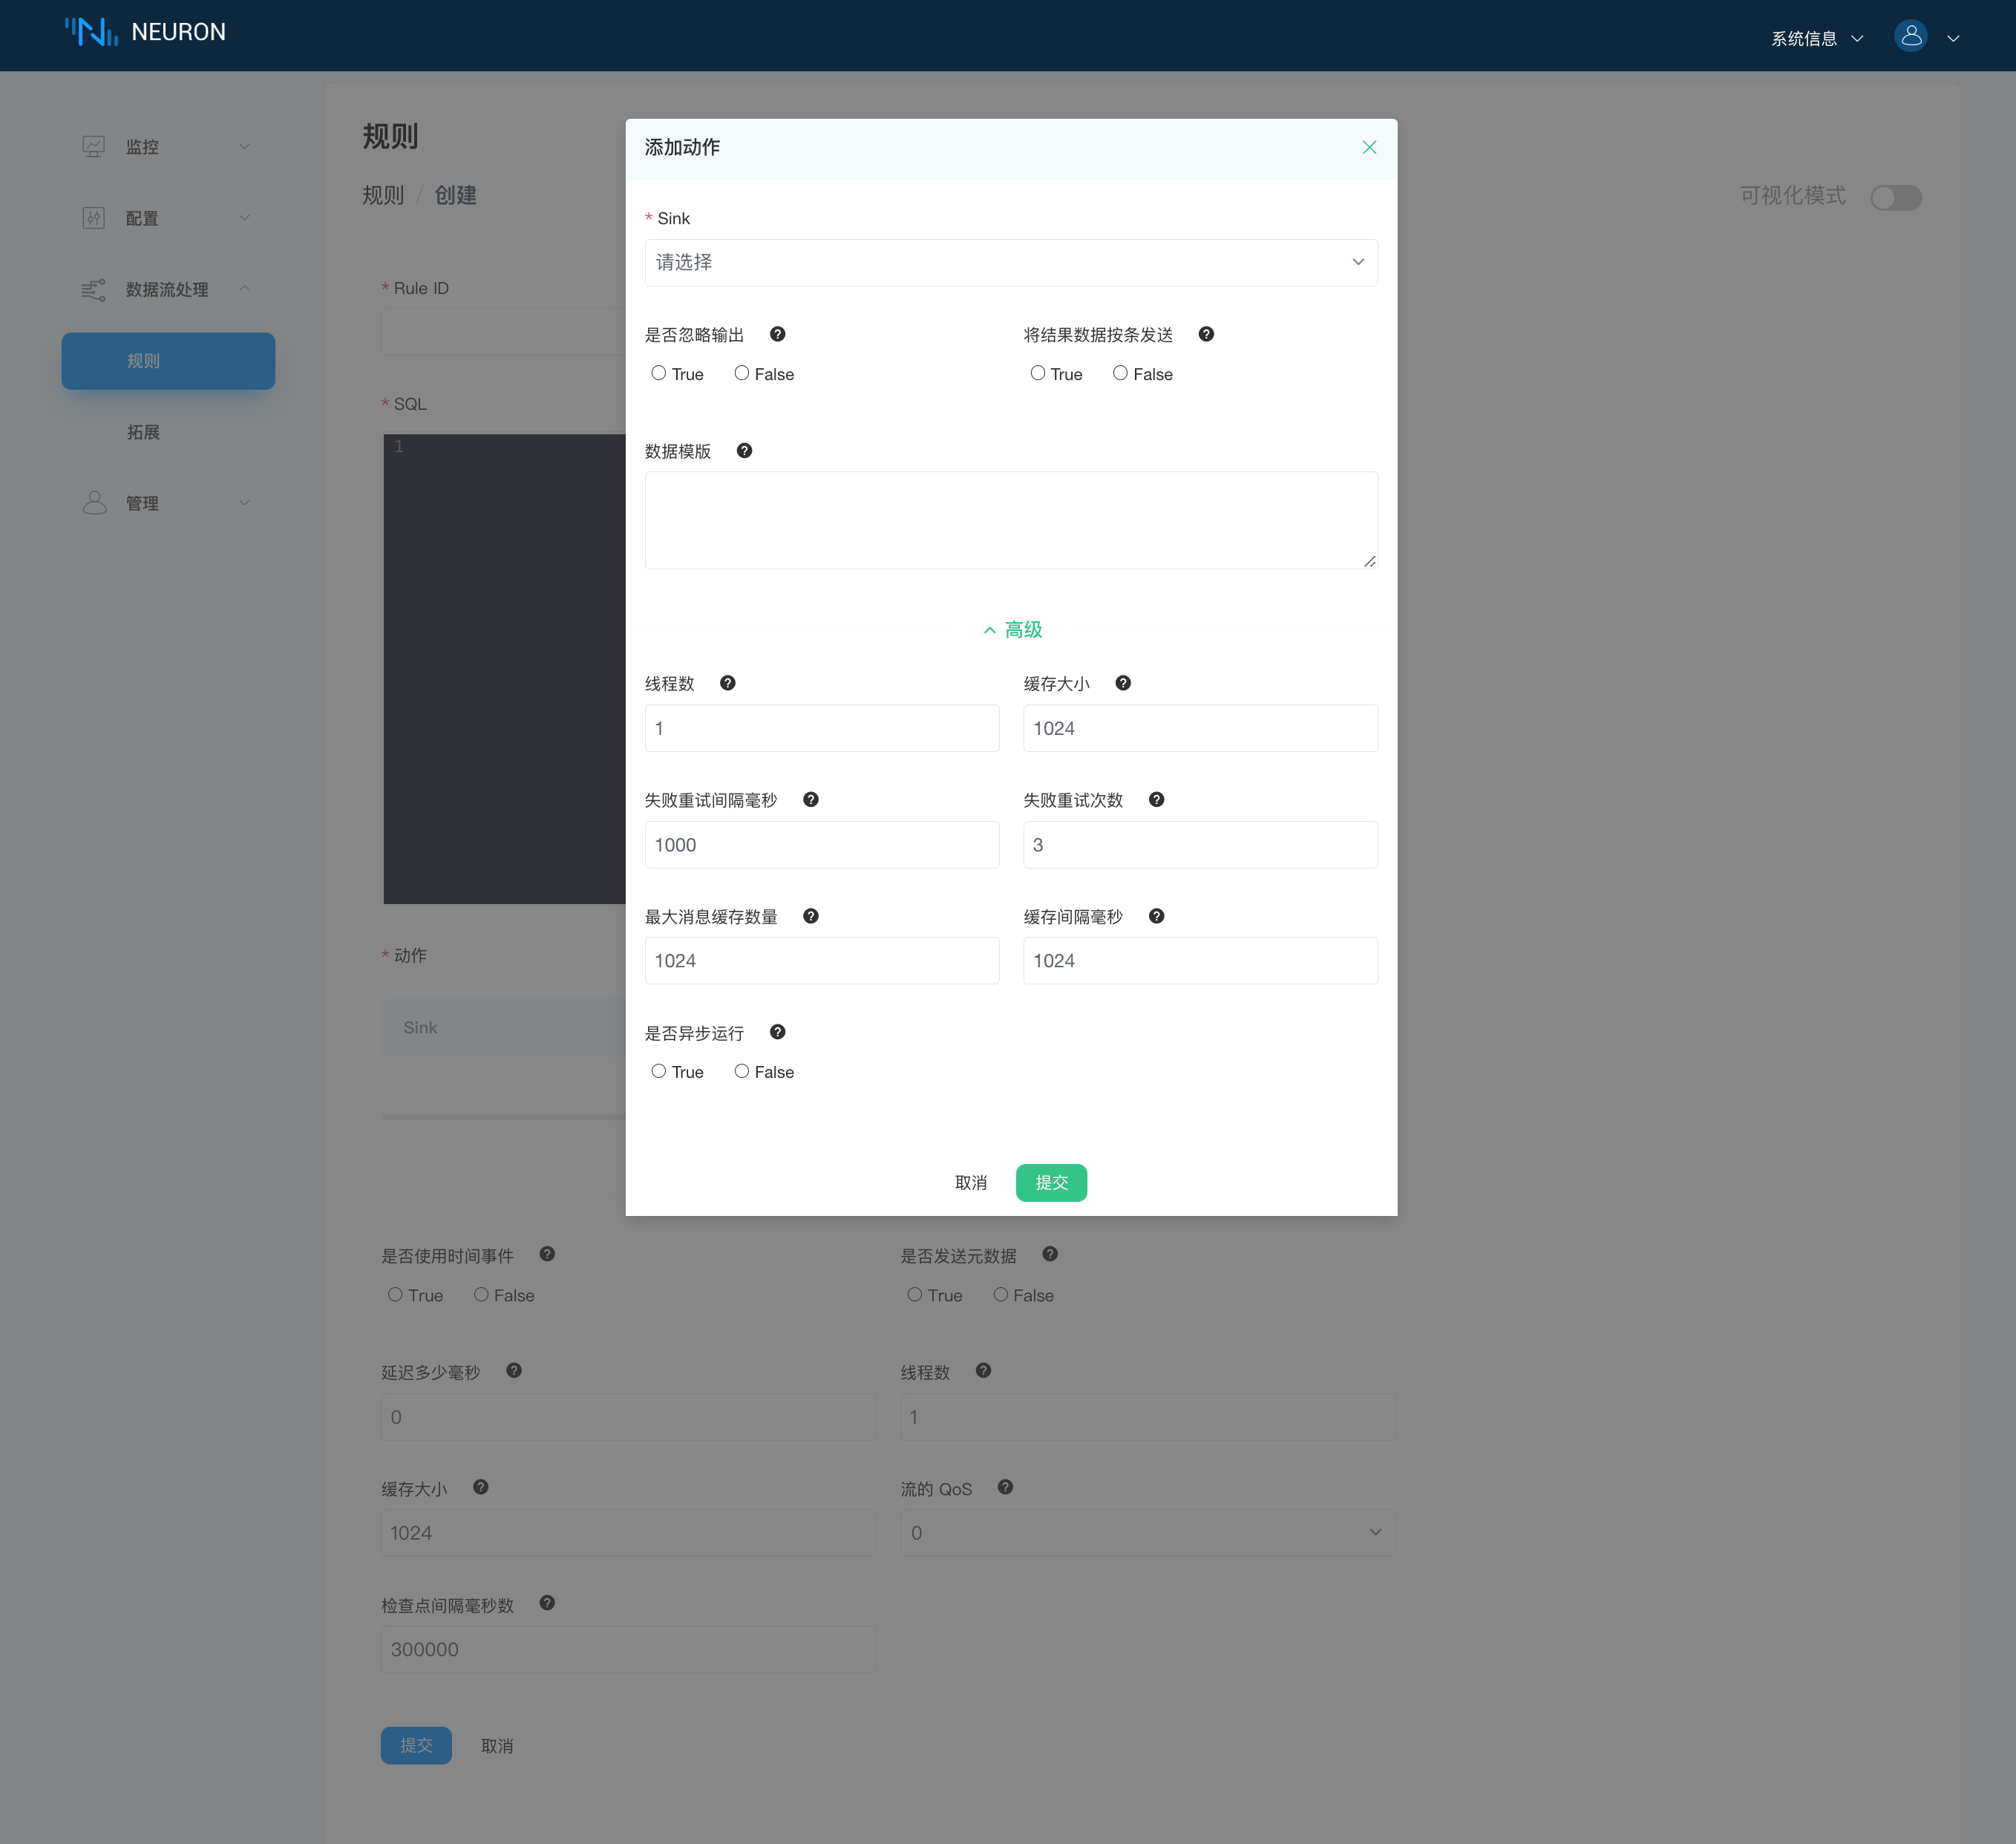 NEURON
系统信息
监控
配置
数据流处理
规则
拓展
管理
规则
规则 / 创建
可视化模式
* Rule ID
* SQL
1
* 动作
Sink
添加动作
* Sink
请选择
是否忽略输出 ? 将结果数据按条发送 ?
True False True False
数据模版 ?
高级
线程数 ? 缓存大小 ?
1 1024
失败重试间隔毫秒 ? 失败重试次数 ?
1000 3
最大消息缓存数量 ? 缓存间隔毫秒 ?
1024 1024
是否异步运行 ?
True False
取消 提交
是否使用时间事件 ? 是否发送元数据 ?
True False True False
延迟多少毫秒 ? 线程数 ?
0 1
缓存大小 ? 流的 QoS ?
1024 0
检查点间隔毫秒数 ?
300000
提交 取消